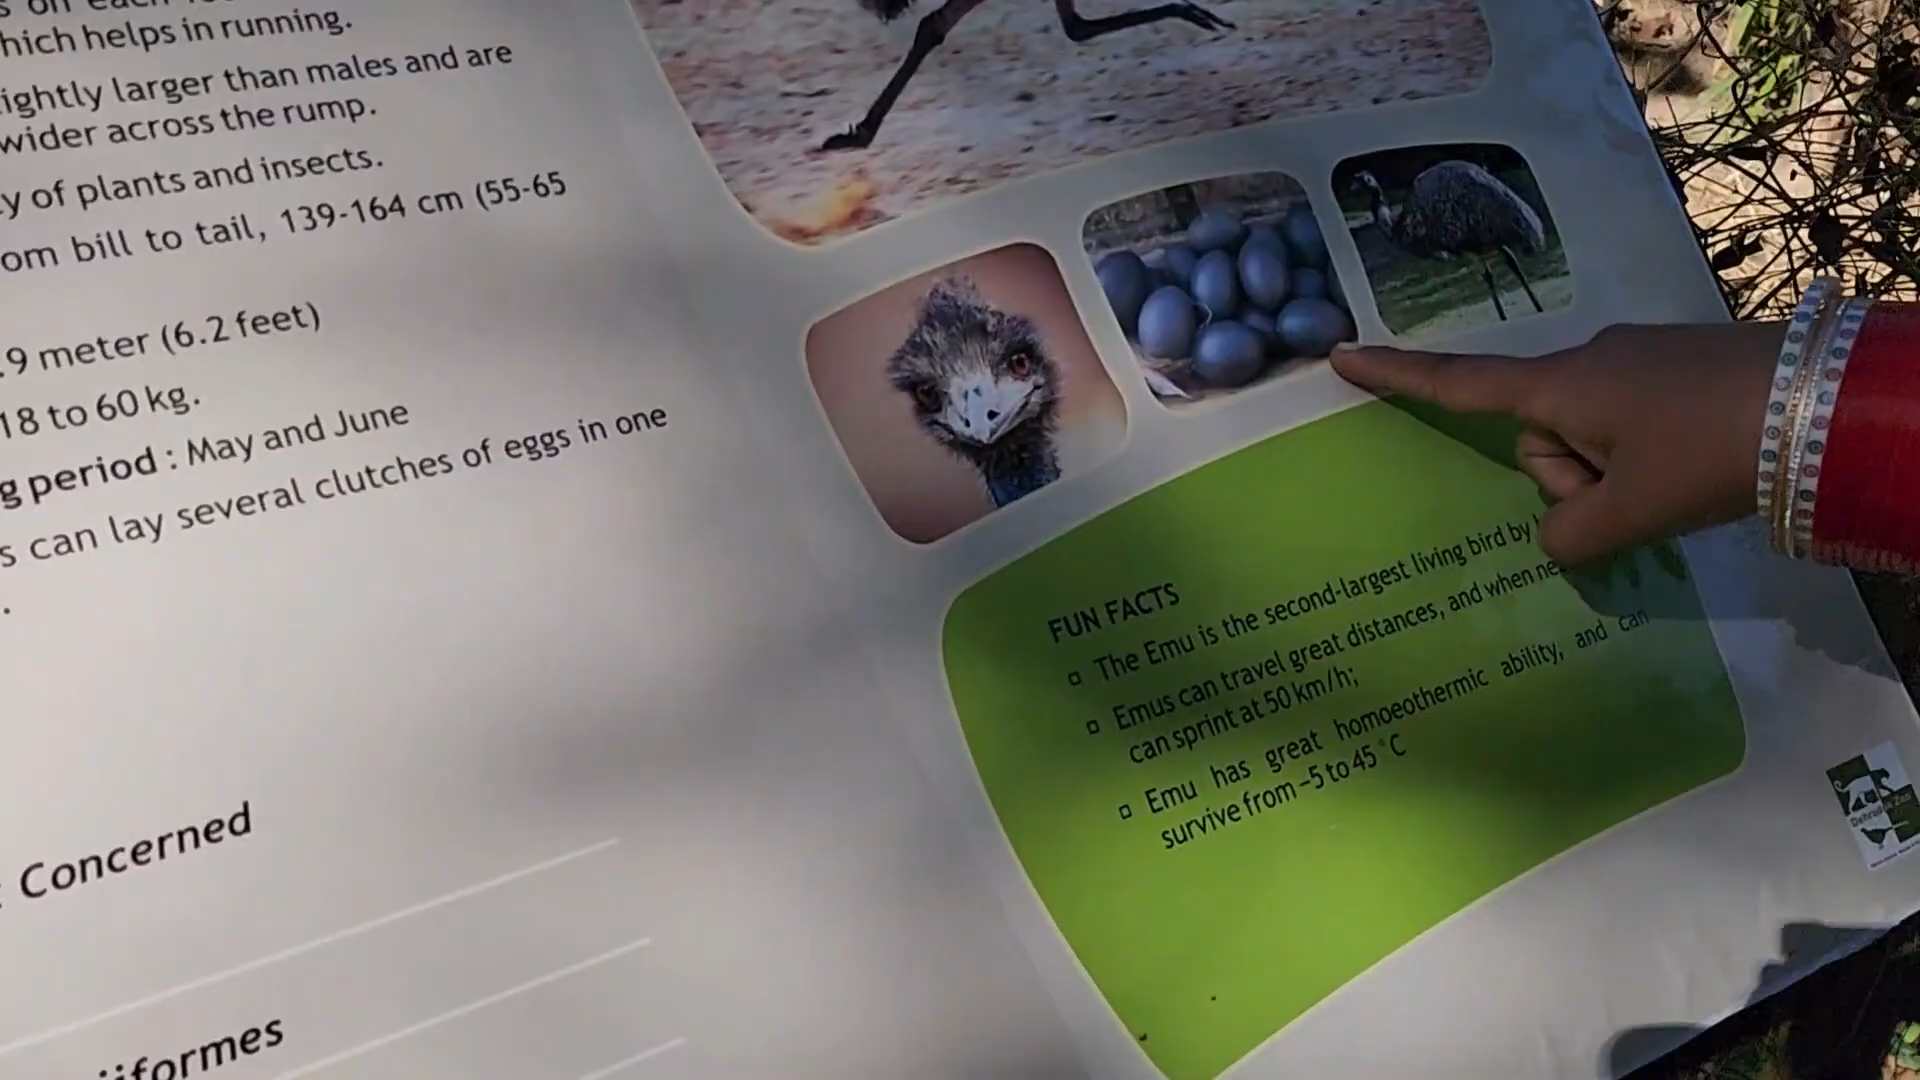 on each
hich helps in running.
ightly larger than males and are
wider across the rump.
y of plants and insects.
om bill to tail, 139-164 cm (55-65
.9 meter (6.2 feet)
18 to 60 kg.
g period : May and June
s can lay several clutches of eggs in one
.
Concerned
iiformes
FUN FACTS
▫ The Emu is the second-largest living bird by
▫ Emus can travel great distances, and when ne
can sprint at 50 km/h;
▫ Emu has great homoeothermic ability, and can
survive from –5 to 45 °C
Zoo